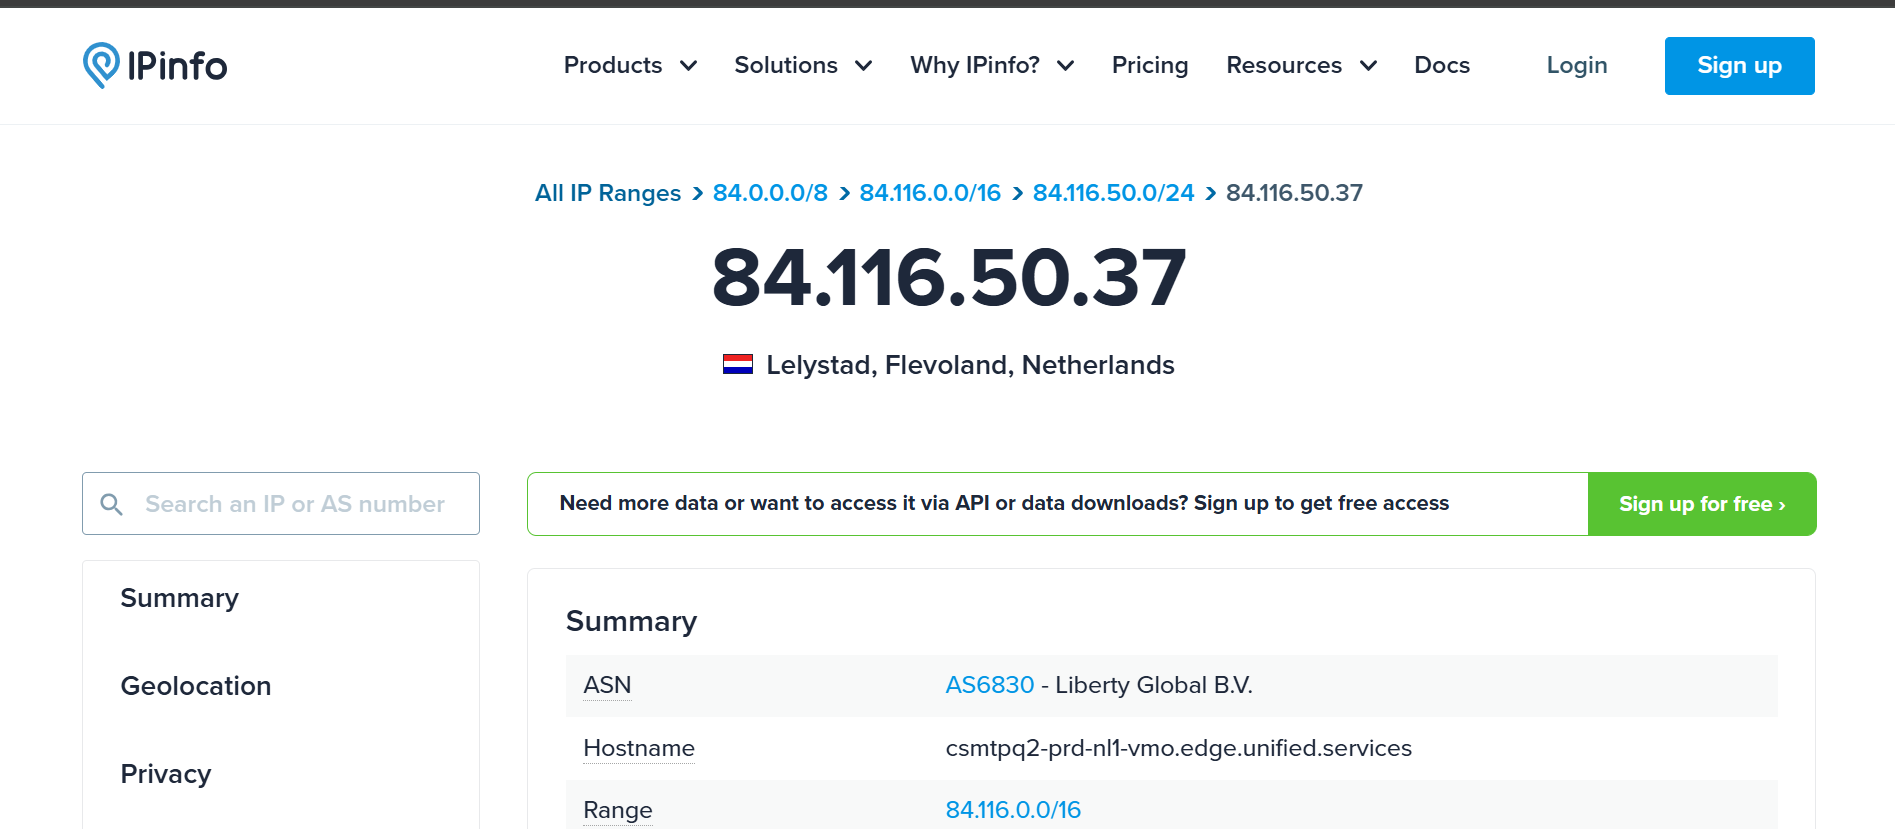 IPinfo
Products Solutions Why IPinfo? Pricing Resources Docs Login Sign up
All IP Ranges > 84.0.0.0/8 > 84.116.0.0/16 > 84.116.50.0/24 > 84.116.50.37
84.116.50.37
Lelystad, Flevoland, Netherlands
Search an IP or AS number
Need more data or want to access it via API or data downloads? Sign up to get free access
Sign up for free ›
Summary
Geolocation
Privacy
Summary
ASN AS6830 - Liberty Global B.V.
Hostname csmtpq2-prd-nl1-vmo.edge.unified.services
Range 84.116.0.0/16